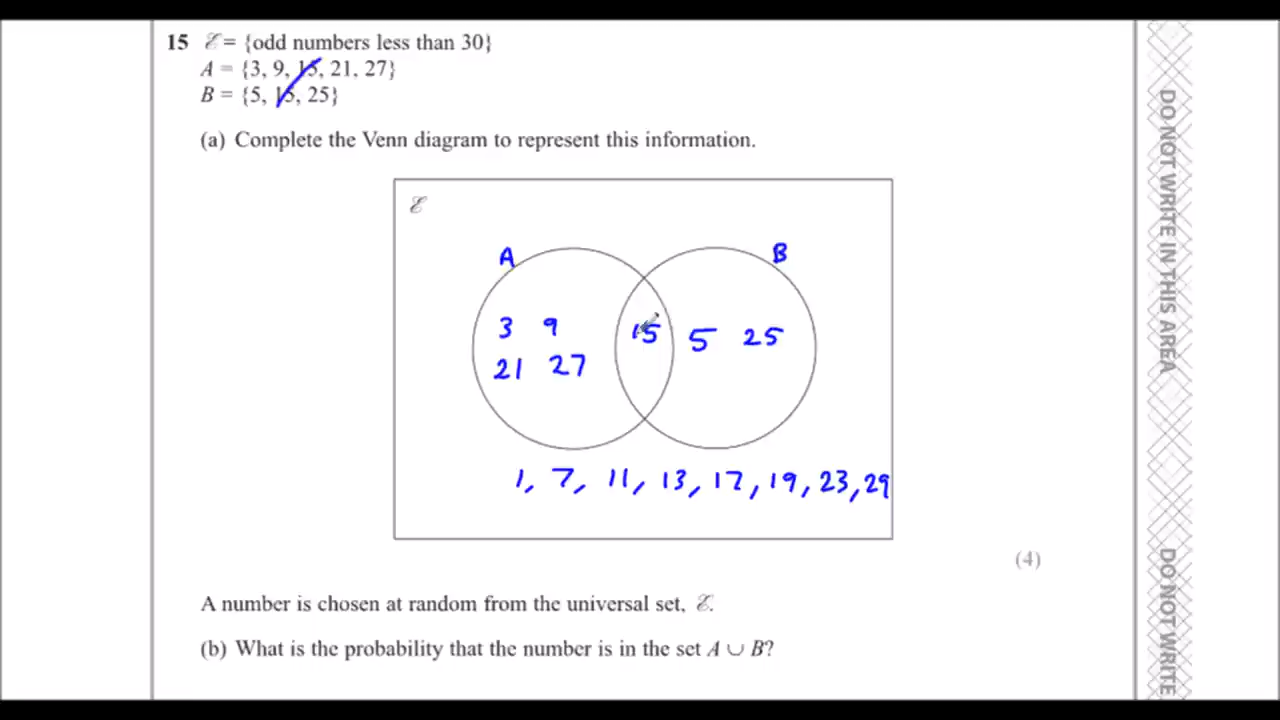 15 ℰ = {odd numbers less than 30}
A = {3, 9, 15, 21, 27}
B = {5, 15, 25}
(a) Complete the Venn diagram to represent this information.
ℰ
A B
3 9
15 5 25
21 27
1, 7, 11, 13, 17, 19, 23, 29
(4)
A number is chosen at random from the universal set, ℰ.
(b) What is the probability that the number is in the set A ∪ B?
DO NOT WRITE IN THIS AREA
DO NOT WRITE